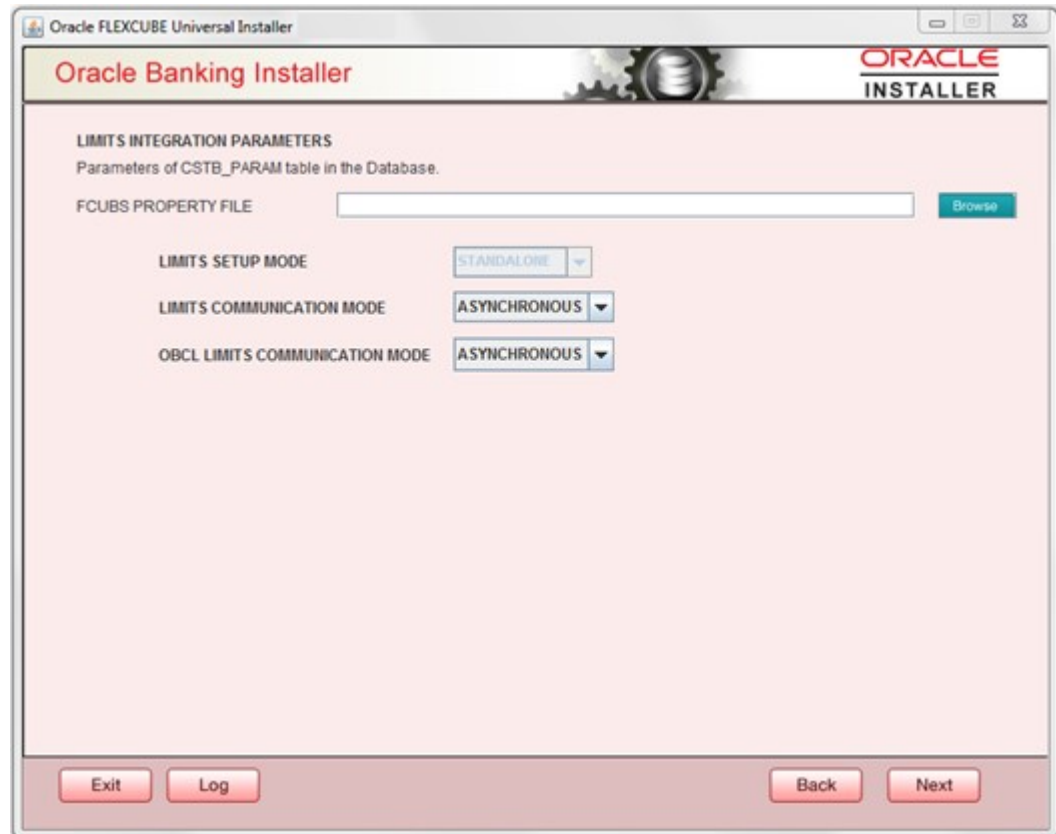 Oracle FLEXCUBE Universal Installer
Oracle Banking Installer
ORACLE
INSTALLER
LIMITS INTEGRATION PARAMETERS
Parameters of CSTB_PARAM table in the Database.
FCUBS PROPERTY FILE Browse
LIMITS SETUP MODE STANDALONE
LIMITS COMMUNICATION MODE ASYNCHRONOUS
OBCL LIMITS COMMUNICATION MODE ASYNCHRONOUS
Exit Log Back Next